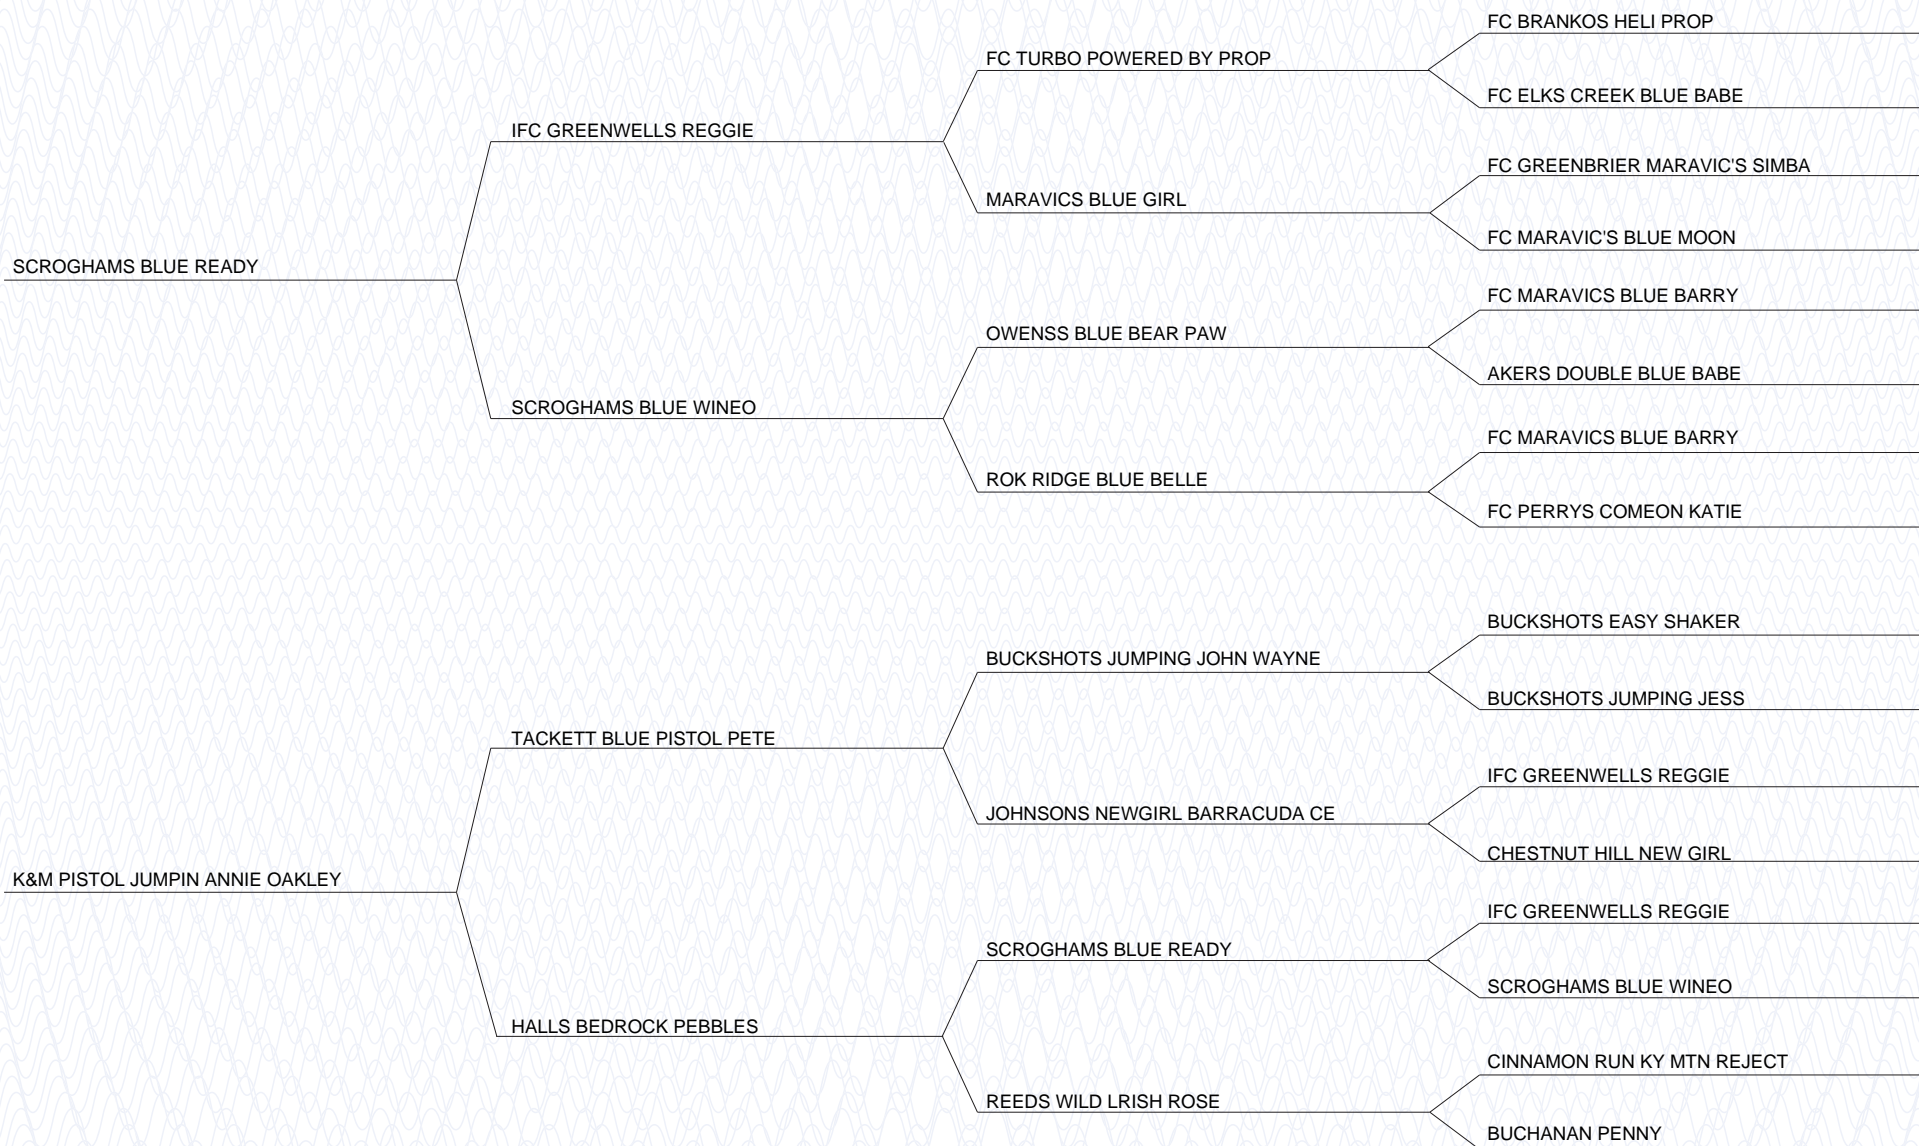 FC BRANKOS HELI PROP
FC TURBO POWERED BY PROP
FC ELKS CREEK BLUE BABE
IFC GREENWELLS REGGIE
FC GREENBRIER MARAVIC'S SIMBA
MARAVICS BLUE GIRL
FC MARAVIC'S BLUE MOON
SCROGHAMS BLUE READY
FC MARAVICS BLUE BARRY
OWENSS BLUE BEAR PAW
AKERS DOUBLE BLUE BABE
SCROGHAMS BLUE WINEO
FC MARAVICS BLUE BARRY
ROK RIDGE BLUE BELLE
FC PERRYS COMEON KATIE
BUCKSHOTS EASY SHAKER
BUCKSHOTS JUMPING JOHN WAYNE
BUCKSHOTS JUMPING JESS
TACKETT BLUE PISTOL PETE
IFC GREENWELLS REGGIE
JOHNSONS NEWGIRL BARRACUDA CE
CHESTNUT HILL NEW GIRL
K&M PISTOL JUMPIN ANNIE OAKLEY
IFC GREENWELLS REGGIE
SCROGHAMS BLUE READY
SCROGHAMS BLUE WINEO
HALLS BEDROCK PEBBLES
CINNAMON RUN KY MTN REJECT
REEDS WILD LRISH ROSE
BUCHANAN PENNY